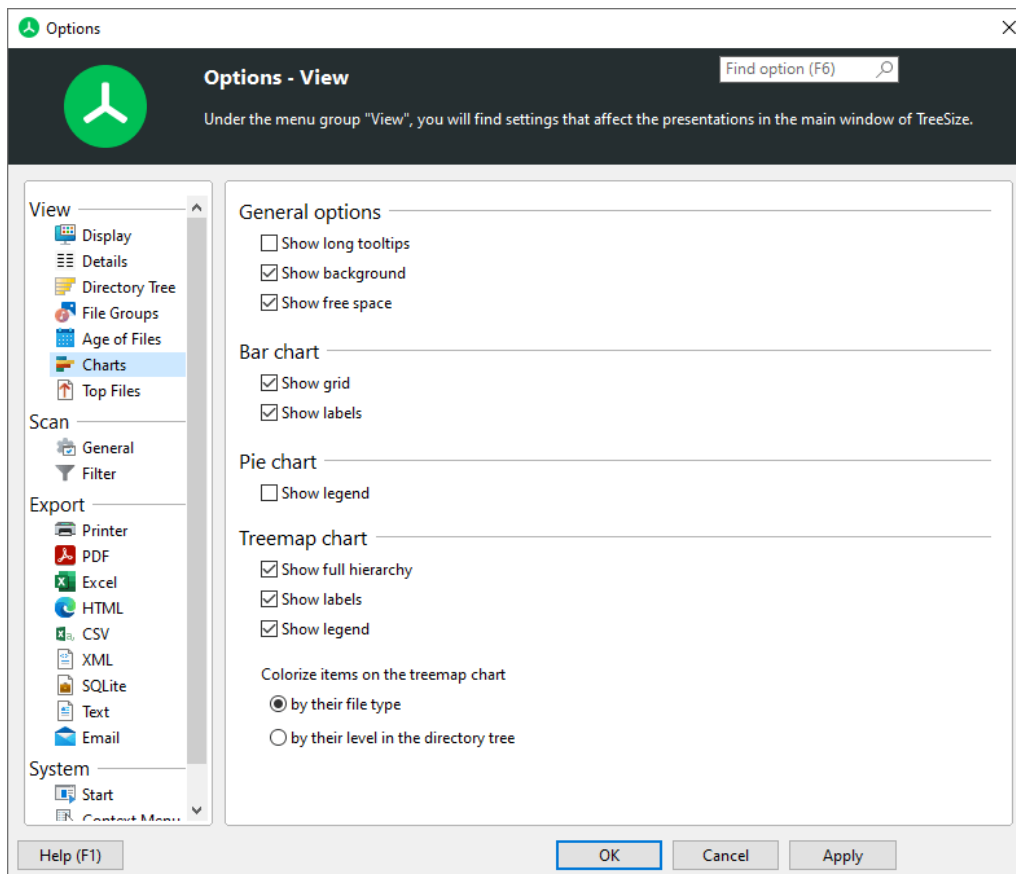 Options
Options - View
Find option (F6)
Under the menu group "View", you will find settings that affect the presentations in the main window of TreeSize.
View
Display
Details
Directory Tree
File Groups
Age of Files
Charts
Top Files
Scan
General
Filter
Export
Printer
PDF
Excel
HTML
CSV
XML
SQLite
Text
Email
System
Start
Context Menu
General options
Show long tooltips
Show background
Show free space
Bar chart
Show grid
Show labels
Pie chart
Show legend
Treemap chart
Show full hierarchy
Show labels
Show legend
Colorize items on the treemap chart
by their file type
by their level in the directory tree
Help (F1)
OK
Cancel
Apply